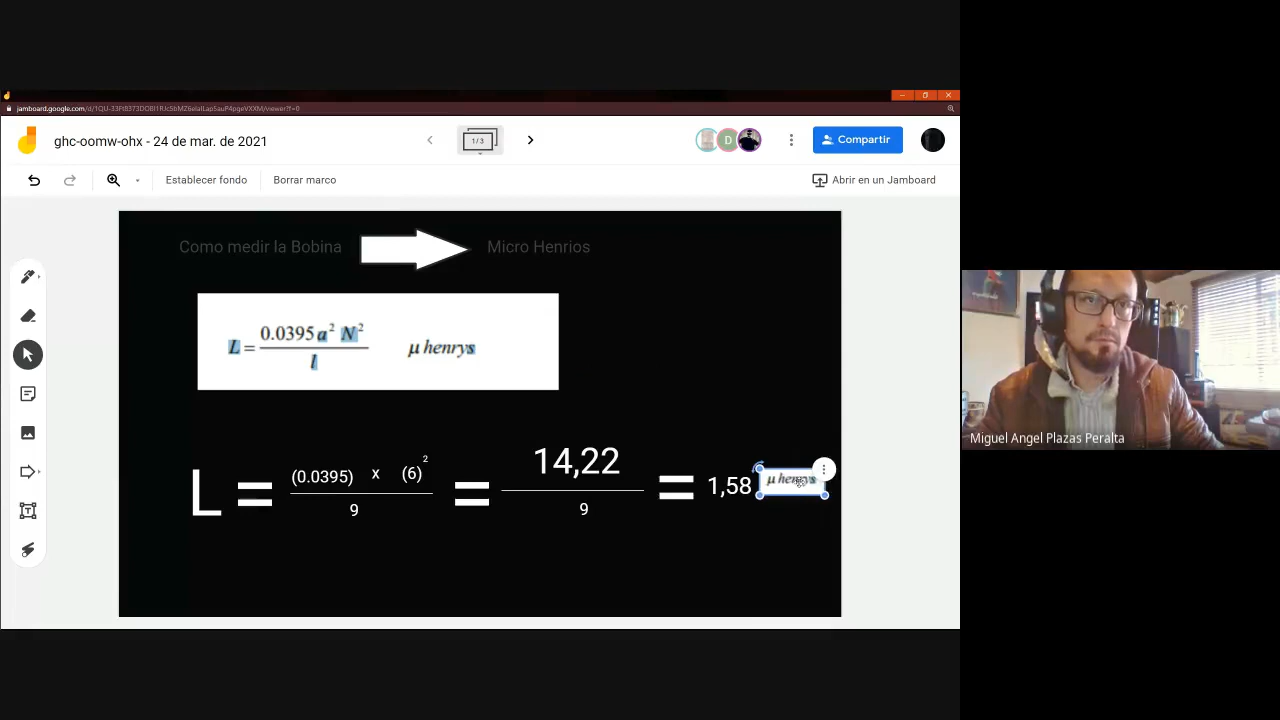 ghc-oomw-ohx - 24 de mar. de 2021
1/3
D
Compartir
Establecer fondo
Borrar marco
Abrir en un Jamboard
Como medir la Bobina
Micro Henrios
L = 0.0395 a² N² / l μ henrys
L = (0.0395) x (6)² / 9 = 14,22 / 9 = 1,58 μ henrys
Miguel Angel Plazas Peralta